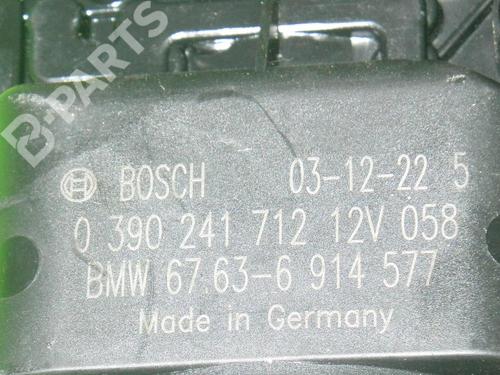 B-PARTS
BOSCH 03-12-22 5
0 390 241 712 12V 058
BMW 67.63-6 914 577
Made in Germany